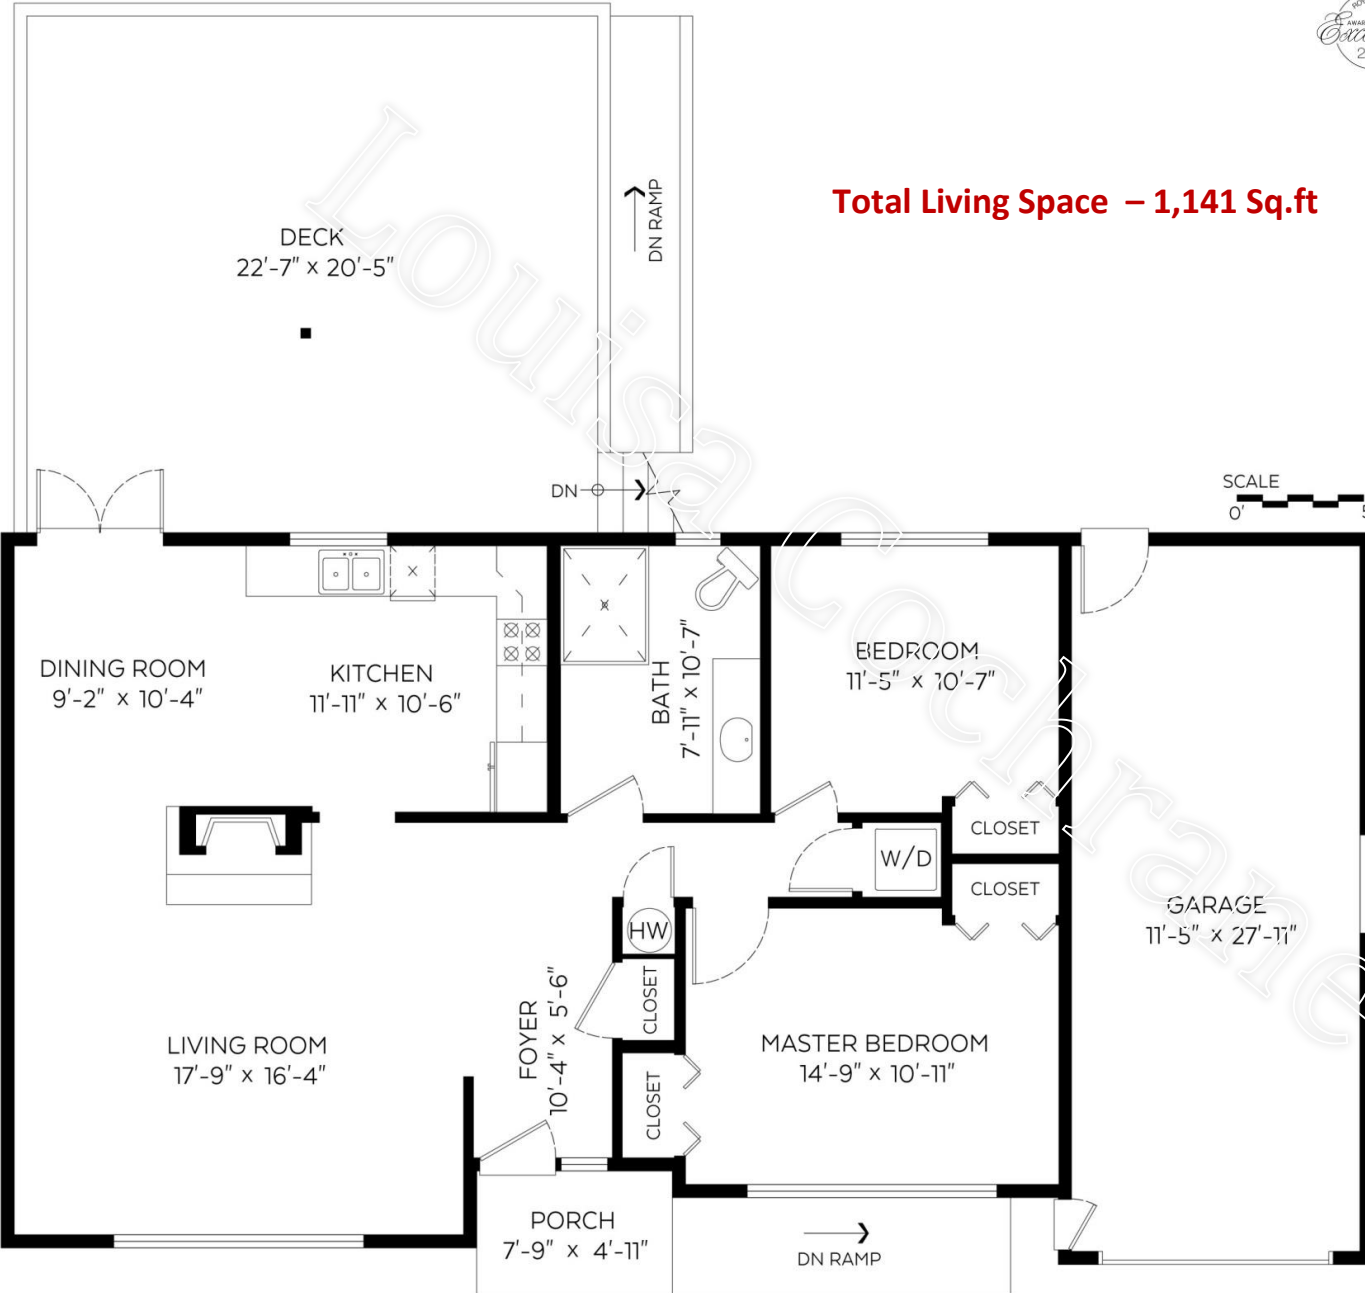 Total Living Space – 1,141 Sq.ft
DECK
22'-7" x 20'-5"
DN RAMP
DN
SCALE
0'
DINING ROOM
9'-2" x 10'-4"
KITCHEN
11'-11" x 10'-6"
BATH
7'-11" x 10'-7"
BEDROOM
11'-5" x 10'-7"
CLOSET
W/D
CLOSET
GARAGE
11'-5" x 27'-11"
HW
CLOSET
FOYER
10'-4" x 5'-6"
LIVING ROOM
17'-9" x 16'-4"
MASTER BEDROOM
14'-9" x 10'-11"
CLOSET
PORCH
7'-9" x 4'-11"
DN RAMP
Louisa Cochrane